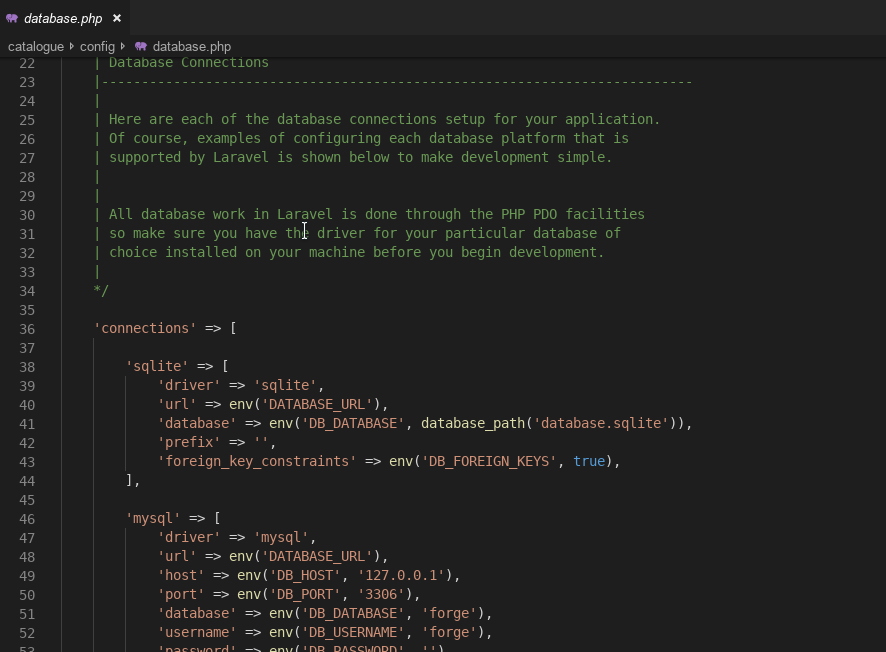 database.php ×
catalogue config database.php
22 | Database Connections
23 |--------------------------------------------------------------------------
24 |
25 | Here are each of the database connections setup for your application.
26 | Of course, examples of configuring each database platform that is
27 | supported by Laravel is shown below to make development simple.
28 |
29 |
30 | All database work in Laravel is done through the PHP PDO facilities
31 | so make sure you have the driver for your particular database of
32 | choice installed on your machine before you begin development.
33 |
34 */
35
36 'connections' => [
37
38 'sqlite' => [
39 'driver' => 'sqlite',
40 'url' => env('DATABASE_URL'),
41 'database' => env('DB_DATABASE', database_path('database.sqlite')),
42 'prefix' => '',
43 'foreign_key_constraints' => env('DB_FOREIGN_KEYS', true),
44 ],
45
46 'mysql' => [
47 'driver' => 'mysql',
48 'url' => env('DATABASE_URL'),
49 'host' => env('DB_HOST', '127.0.0.1'),
50 'port' => env('DB_PORT', '3306'),
51 'database' => env('DB_DATABASE', 'forge'),
52 'username' => env('DB_USERNAME', 'forge'),
53 'password' => env('DB_PASSWORD', ''),